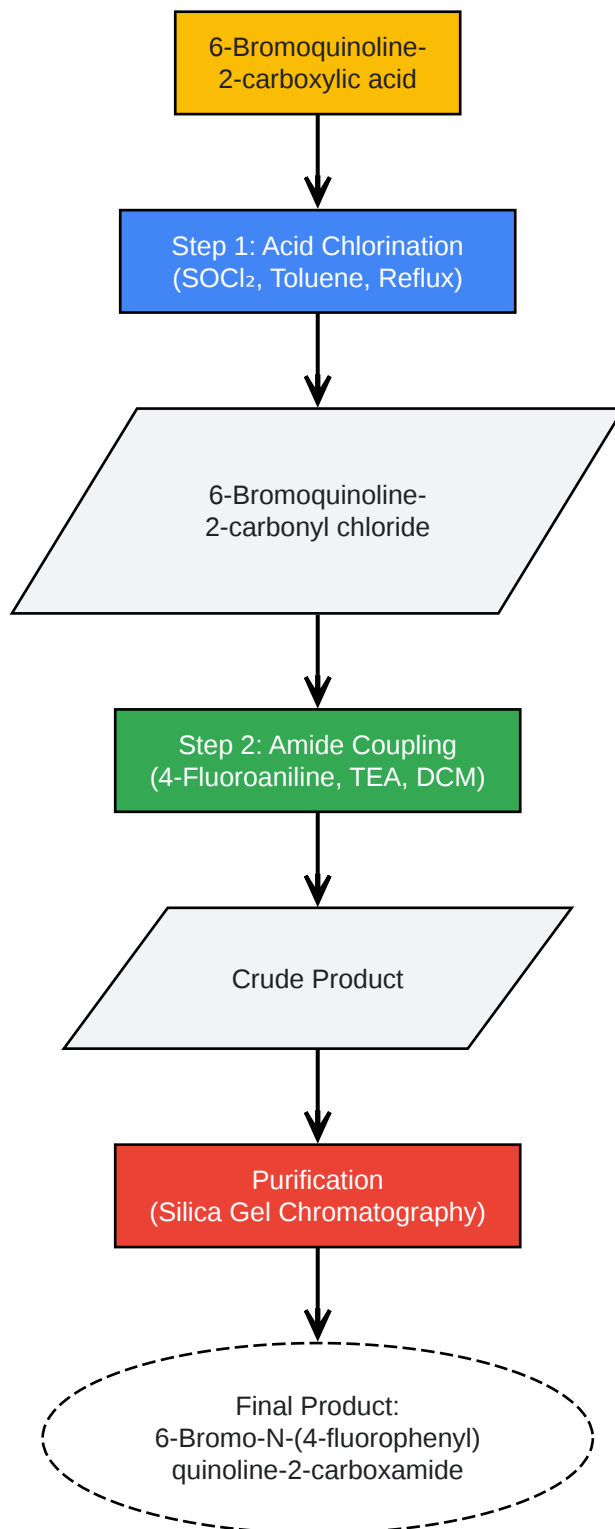 6-Bromoquinoline-
2-carboxylic acid
Step 1: Acid Chlorination
(SOCl₂, Toluene, Reflux)
6-Bromoquinoline-
2-carbonyl chloride
Step 2: Amide Coupling
(4-Fluoroaniline, TEA, DCM)
Crude Product
Purification
(Silica Gel Chromatography)
Final Product:
6-Bromo-N-(4-fluorophenyl)
quinoline-2-carboxamide